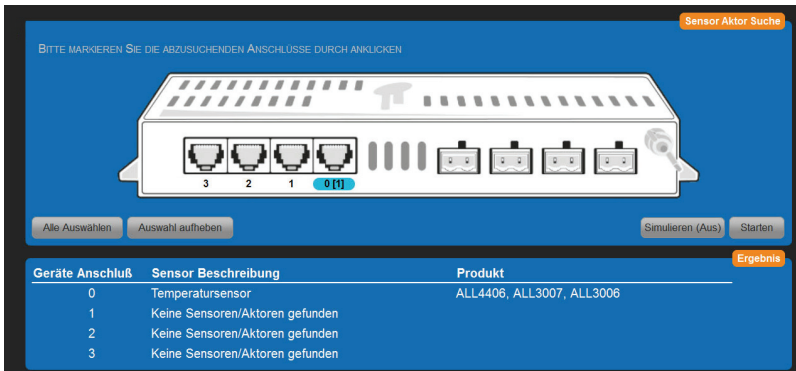 Sensor Aktor Suche
Bitte markieren Sie die abzusuchenden Anschlüsse durch anklicken
3 2 1 0 [1]
Alle Auswählen Auswahl aufheben Simulieren (Aus) Starten
Ergebnis
Geräte Anschluß Sensor Beschreibung Produkt
0 Temperatursensor ALL4406, ALL3007, ALL3006
1 Keine Sensoren/Aktoren gefunden
2 Keine Sensoren/Aktoren gefunden
3 Keine Sensoren/Aktoren gefunden